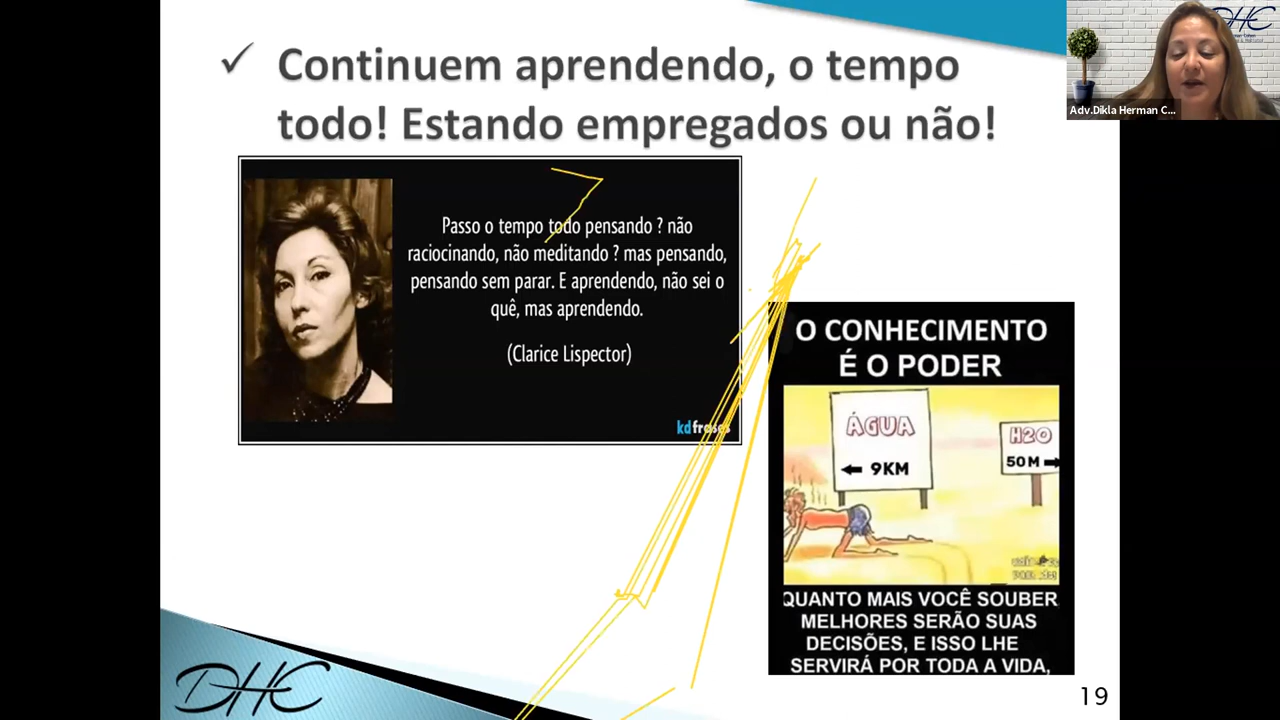 Continuem aprendendo, o tempo
todo! Estando empregados ou não!
DHC
Adv.Dikla Herman C...
Passo o tempo todo pensando ? não
raciocinando, não meditando ? mas pensando,
pensando sem parar. E aprendendo, não sei o
quê, mas aprendendo.
(Clarice Lispector)
kdfrases
O CONHECIMENTO
É O PODER
ÁGUA
9KM
H2O
50M
QUANTO MAIS VOCÊ SOUBER
MELHORES SERÃO SUAS
DECISÕES, E ISSO LHE
SERVIRÁ POR TODA A VIDA,
DHC
19